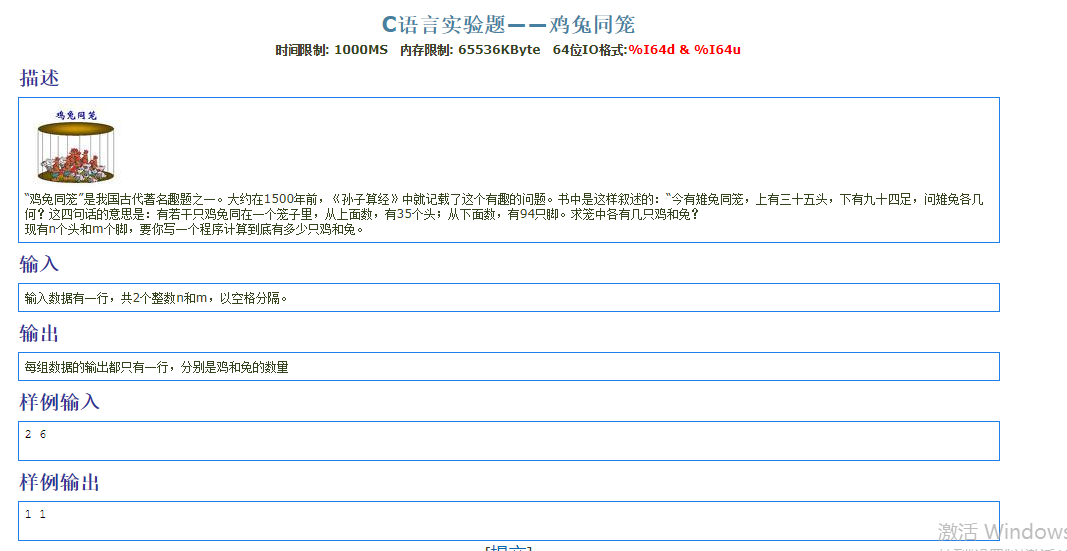 C语言实验题——鸡兔同笼
时间限制: 1000MS 内存限制: 65536KByte 64位IO格式:%I64d & %I64u
描述
鸡兔同笼
“鸡兔同笼”是我国古代著名趣题之一。大约在1500年前，《孙子算经》中就记载了这个有趣的问题。书中是这样叙述的：“今有雉兔同笼，上有三十五头，下有九十四足，问雉兔各几
何？这四句话的意思是：有若干只鸡兔同在一个笼子里，从上面数，有35个头；从下面数，有94只脚。求笼中各有几只鸡和兔？
现有n个头和m个脚，要你写一个程序计算到底有多少只鸡和兔。
输入
输入数据有一行，共2个整数n和m，以空格分隔。
输出
每组数据的输出都只有一行，分别是鸡和兔的数量
样例输入
2 6
样例输出
1 1
激活 Windows
[提交]